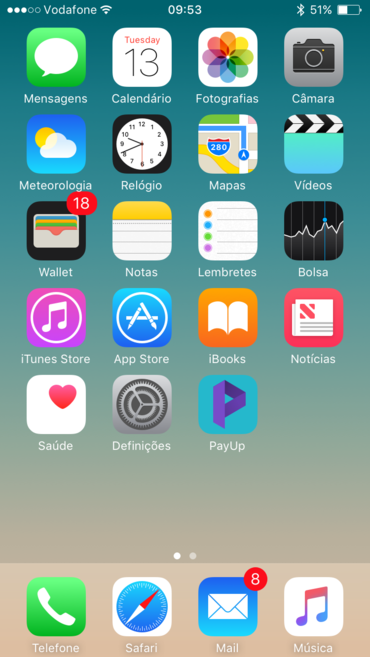 Vodafone 09:53 51%
Tuesday
13
Mensagens Calendário Fotografias Câmara
280
Meteorologia Relógio Mapas Vídeos
18
Wallet Notas Lembretes Bolsa
iTunes Store App Store iBooks Notícias
Saúde Definições PayUp
8
Telefone Safari Mail Música